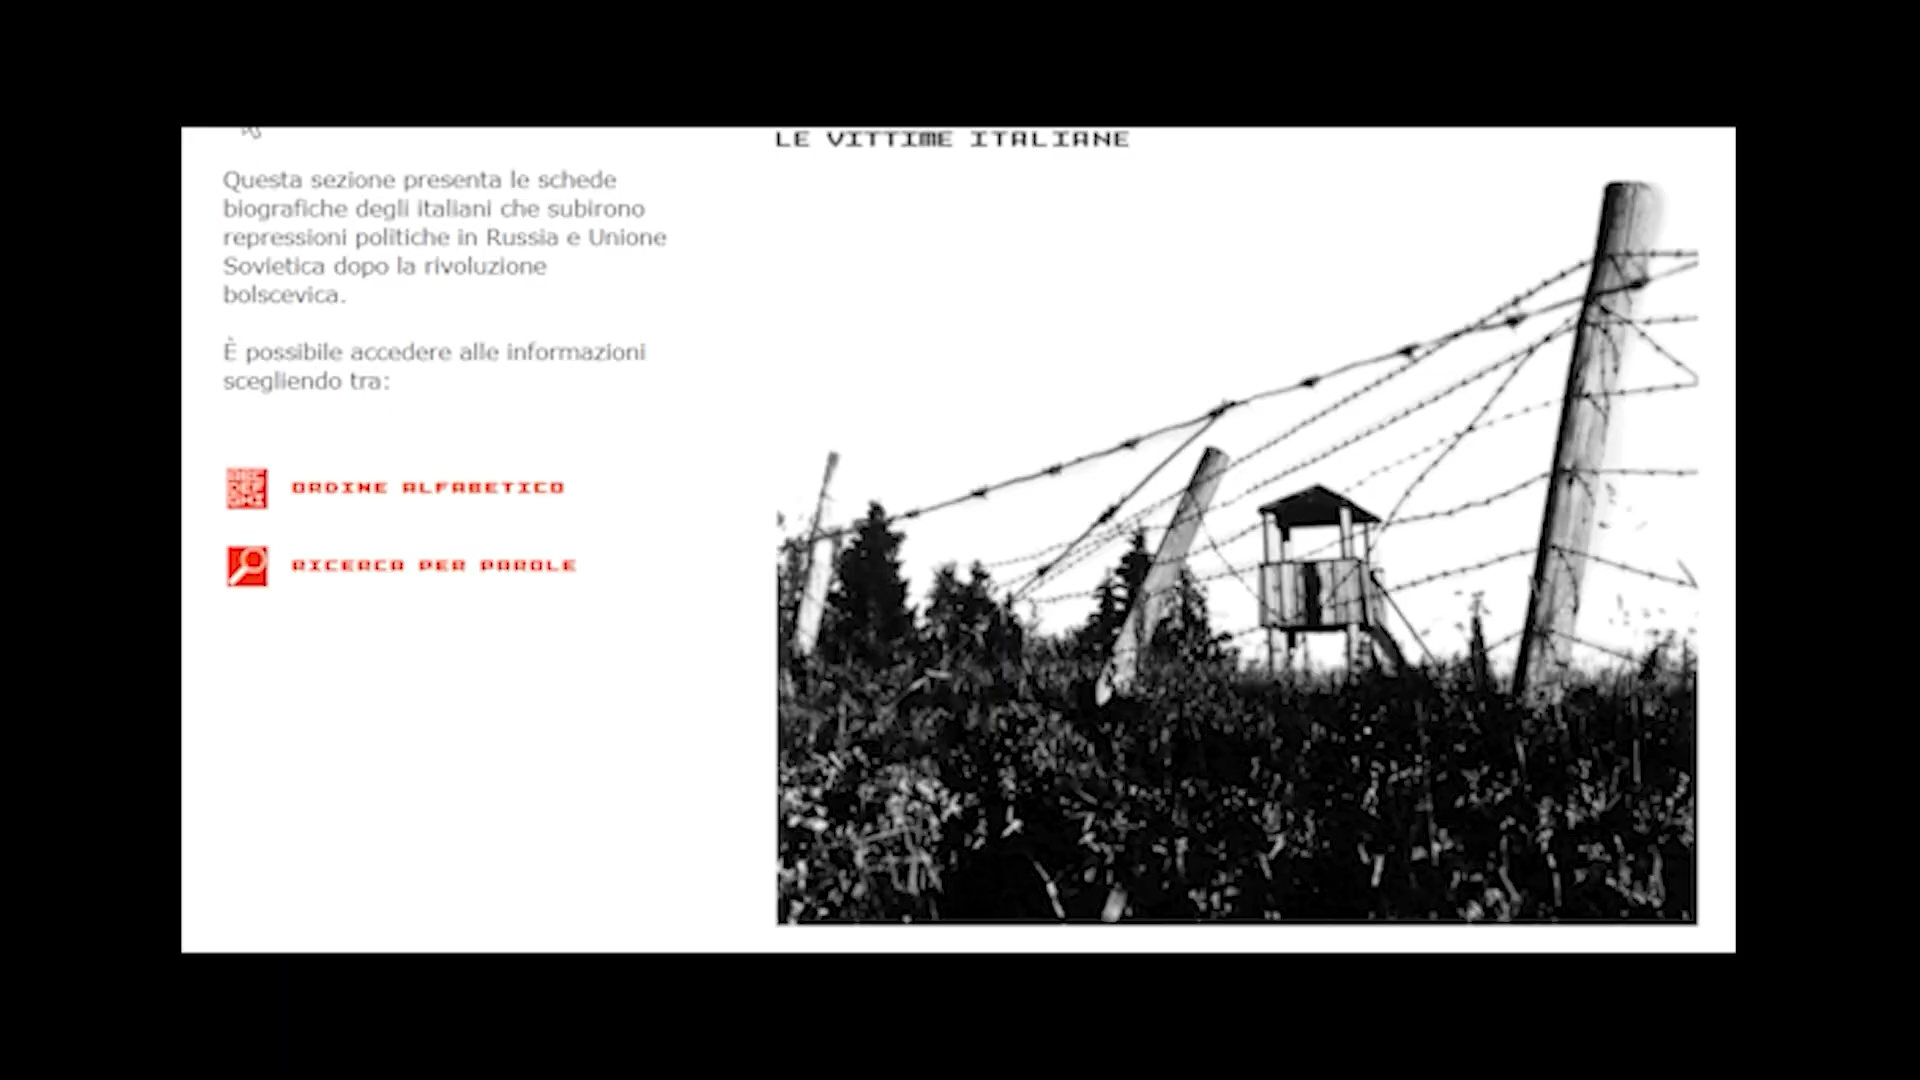 LE VITTIME ITALIANE
Questa sezione presenta le schede
biografiche degli italiani che subirono
repressioni politiche in Russia e Unione
Sovietica dopo la rivoluzione
bolscevica.
È possibile accedere alle informazioni
scegliendo tra:
ORDINE ALFABETICO
RICERCA PER PAROLE